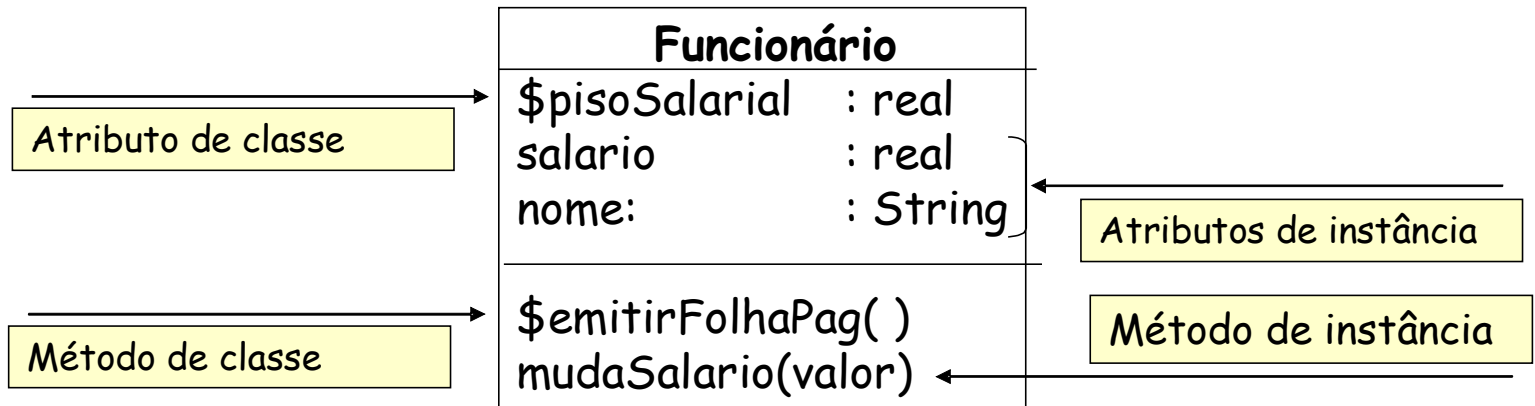 Funcionário
$pisoSalarial : real
salario : real
nome: : String
$emitirFolhaPag( )
mudaSalario(valor)
Atributo de classe
Método de classe
Atributos de instância
Método de instância